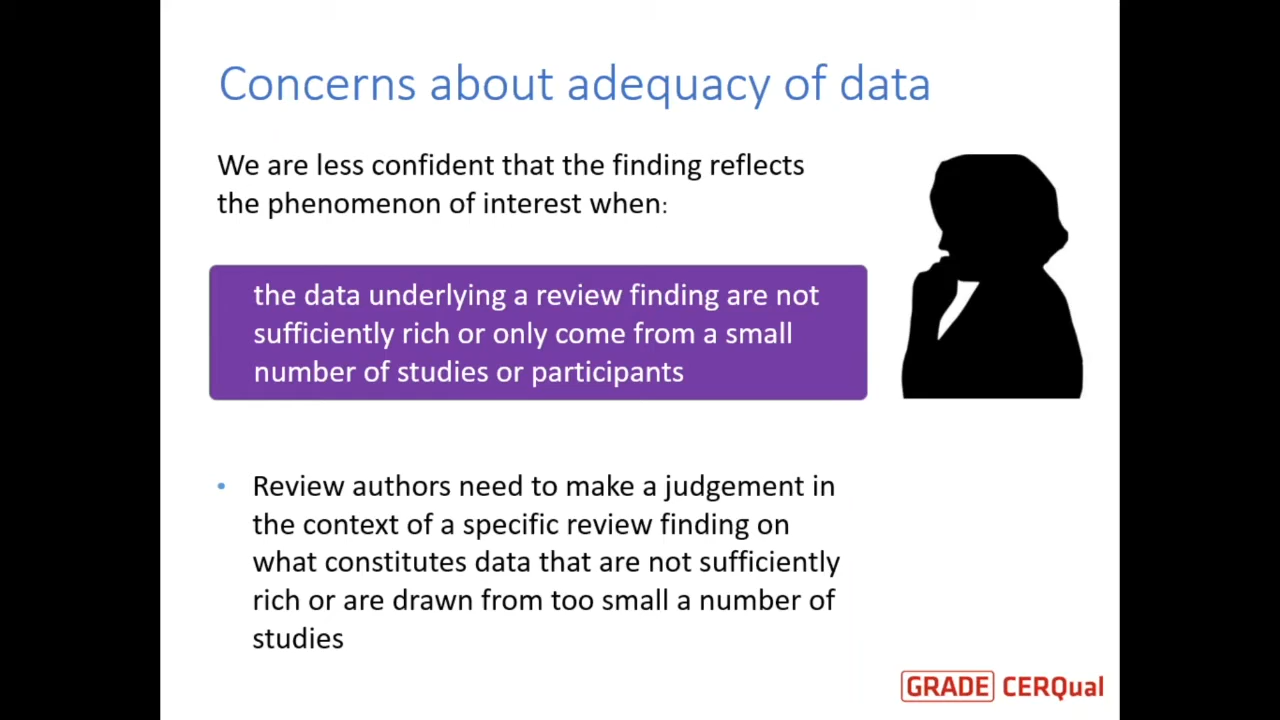 Concerns about adequacy of data
We are less confident that the finding reflects
the phenomenon of interest when:
the data underlying a review finding are not
sufficiently rich or only come from a small
number of studies or participants
• Review authors need to make a judgement in
the context of a specific review finding on
what constitutes data that are not sufficiently
rich or are drawn from too small a number of
studies
GRADE CERQual